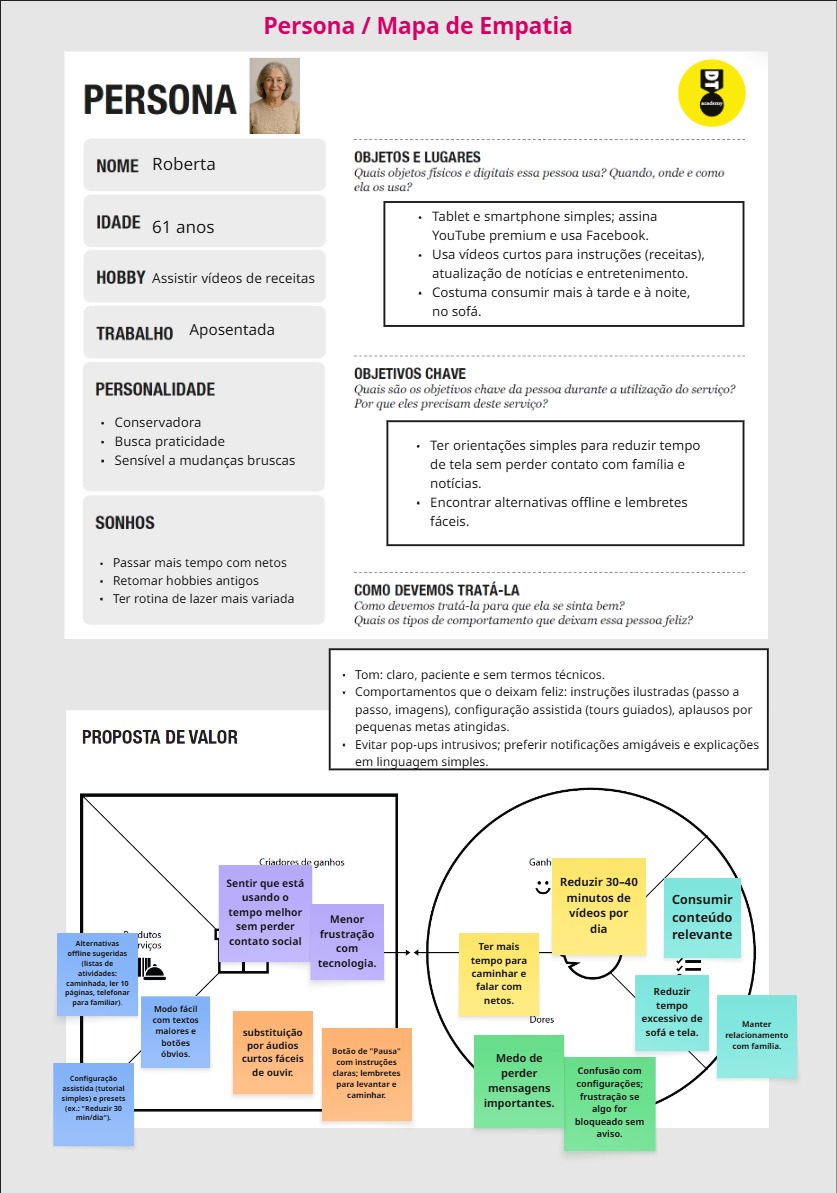 Persona / Mapa de Empatia
PERSONA
DT
academy
NOME Roberta
IDADE 61 anos
HOBBY Assistir vídeos de receitas
TRABALHO Aposentada
PERSONALIDADE
• Conservadora
• Busca praticidade
• Sensível a mudanças bruscas
SONHOS
• Passar mais tempo com netos
• Retomar hobbies antigos
• Ter rotina de lazer mais variada
OBJETOS E LUGARES
Quais objetos físicos e digitais essa pessoa usa? Quando, onde e como
ela os usa?
• Tablet e smartphone simples; assina
YouTube premium e usa Facebook.
• Usa vídeos curtos para instruções (receitas),
atualização de notícias e entretenimento.
• Costuma consumir mais à tarde e à noite,
no sofá.
OBJETIVOS CHAVE
Quais são os objetivos chave da pessoa durante a utilização do serviço?
Por que eles precisam deste serviço?
• Ter orientações simples para reduzir tempo
de tela sem perder contato com família e
notícias.
• Encontrar alternativas offline e lembretes
fáceis.
COMO DEVEMOS TRATÁ-LA
Como devemos tratá-la para que ela se sinta bem?
Quais os tipos de comportamento que deixam essa pessoa feliz?
• Tom: claro, paciente e sem termos técnicos.
• Comportamentos que o deixam feliz: instruções ilustradas (passo a
passo, imagens), configuração assistida (tours guiados), aplausos por
pequenas metas atingidas.
• Evitar pop-ups intrusivos; preferir notificações amigáveis e explicações
em linguagem simples.
PROPOSTA DE VALOR
Criadores de ganhos
Sentir que está
usando o
tempo melhor
sem perder
contato social
Menor
frustração
com
tecnologia.
Alternativas
offline sugeridas
(listas de
atividades:
caminhada, ler 10
páginas, telefonar
para familiar).
Modo fácil
com textos
maiores e
botões
óbvios.
Configuração
assistida (tutorial
simples) e presets
(ex.: "Reduzir 30
min/dia").
substituição
por áudios
curtos fáceis
de ouvir.
Botão de "Pausa"
com instruções
claras; lembretes
para levantar e
caminhar.
Reduzir 30–40
minutos de
vídeos por
dia
Consumir
conteúdo
relevante
Ter mais
tempo para
caminhar e
falar com
netos.
Reduzir
tempo
excessivo de
sofá e tela.
Manter
relacionamento
com família.
Dores
Medo de
perder
mensagens
importantes.
Confusão com
configurações;
frustração se
algo for
bloqueado sem
aviso.